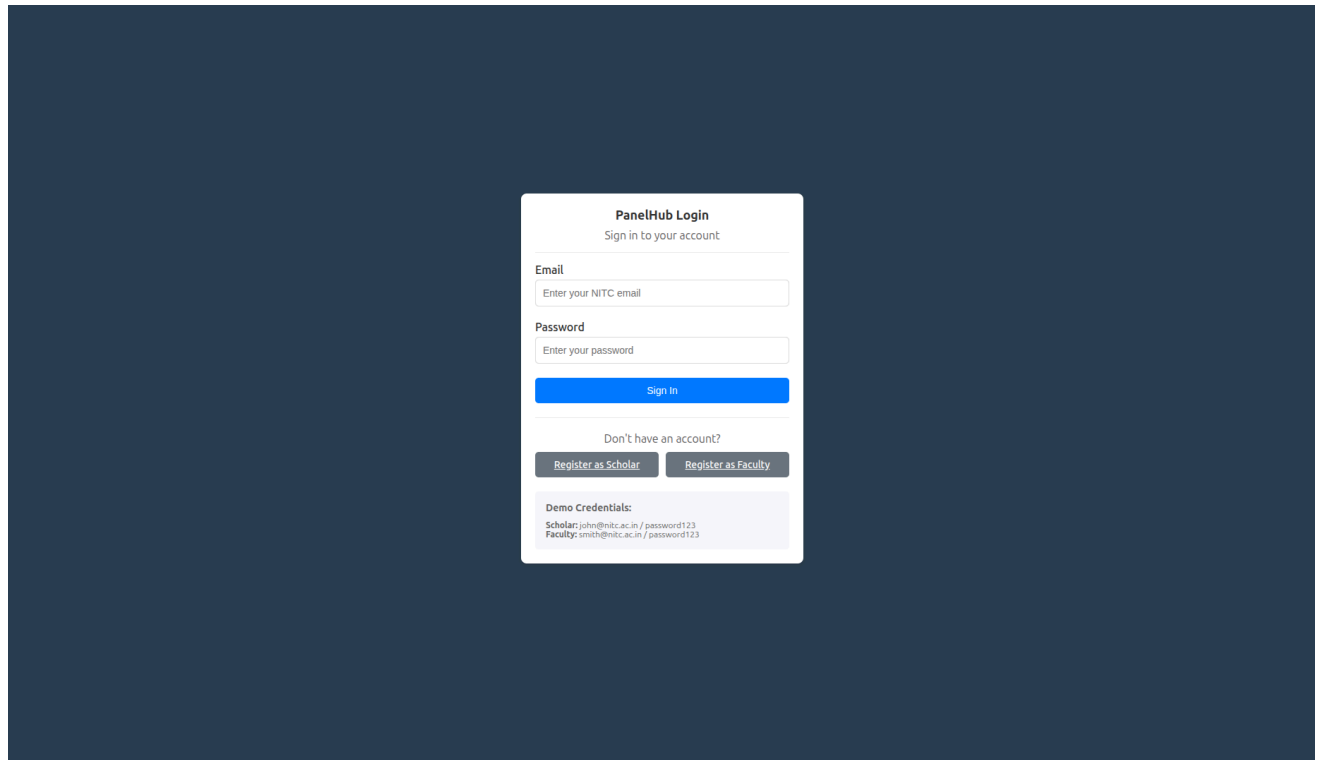 PanelHub Login
Sign in to your account
Email
Enter your NITC email
Password
Enter your password
Sign In
Don't have an account?
Register as Scholar
Register as Faculty
Demo Credentials:
Scholar: john@nitc.ac.in / password123
Faculty: smith@nitc.ac.in / password123